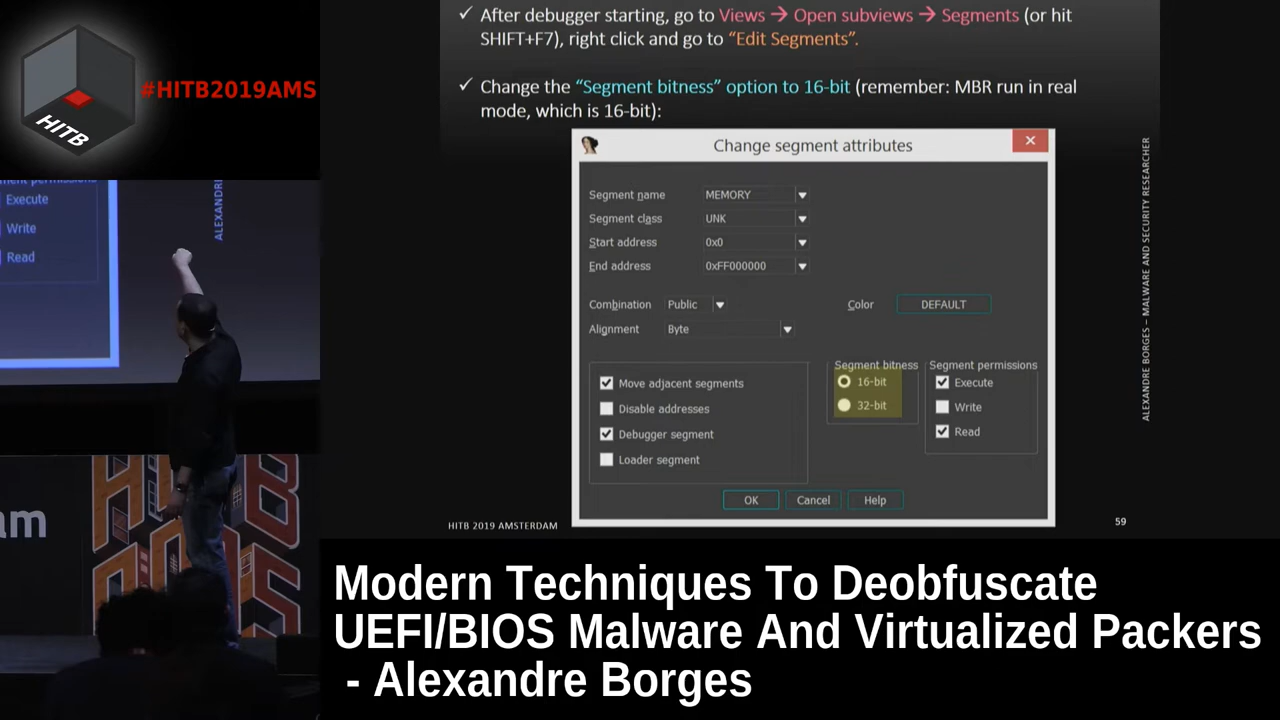 #HITB2019AMS
HITB
ment permissions
Execute
Write
Read
ALEXANDRE
am
✓ After debugger starting, go to Views → Open subviews → Segments (or hit
SHIFT+F7), right click and go to “Edit Segments”.
✓ Change the “Segment bitness” option to 16-bit (remember: MBR run in real
mode, which is 16-bit):
Change segment attributes
Segment name MEMORY
Segment class UNK
Start address 0x0
End address 0xFF000000
Combination Public
Color DEFAULT
Alignment Byte
Move adjacent segments
Disable addresses
Debugger segment
Loader segment
Segment bitness
16-bit
32-bit
Segment permissions
Execute
Write
Read
OK Cancel Help
HITB 2019 AMSTERDAM
59
ALEXANDRE BORGES – MALWARE AND SECURITY RESEARCHER
Modern Techniques To Deobfuscate
UEFI/BIOS Malware And Virtualized Packers
- Alexandre Borges